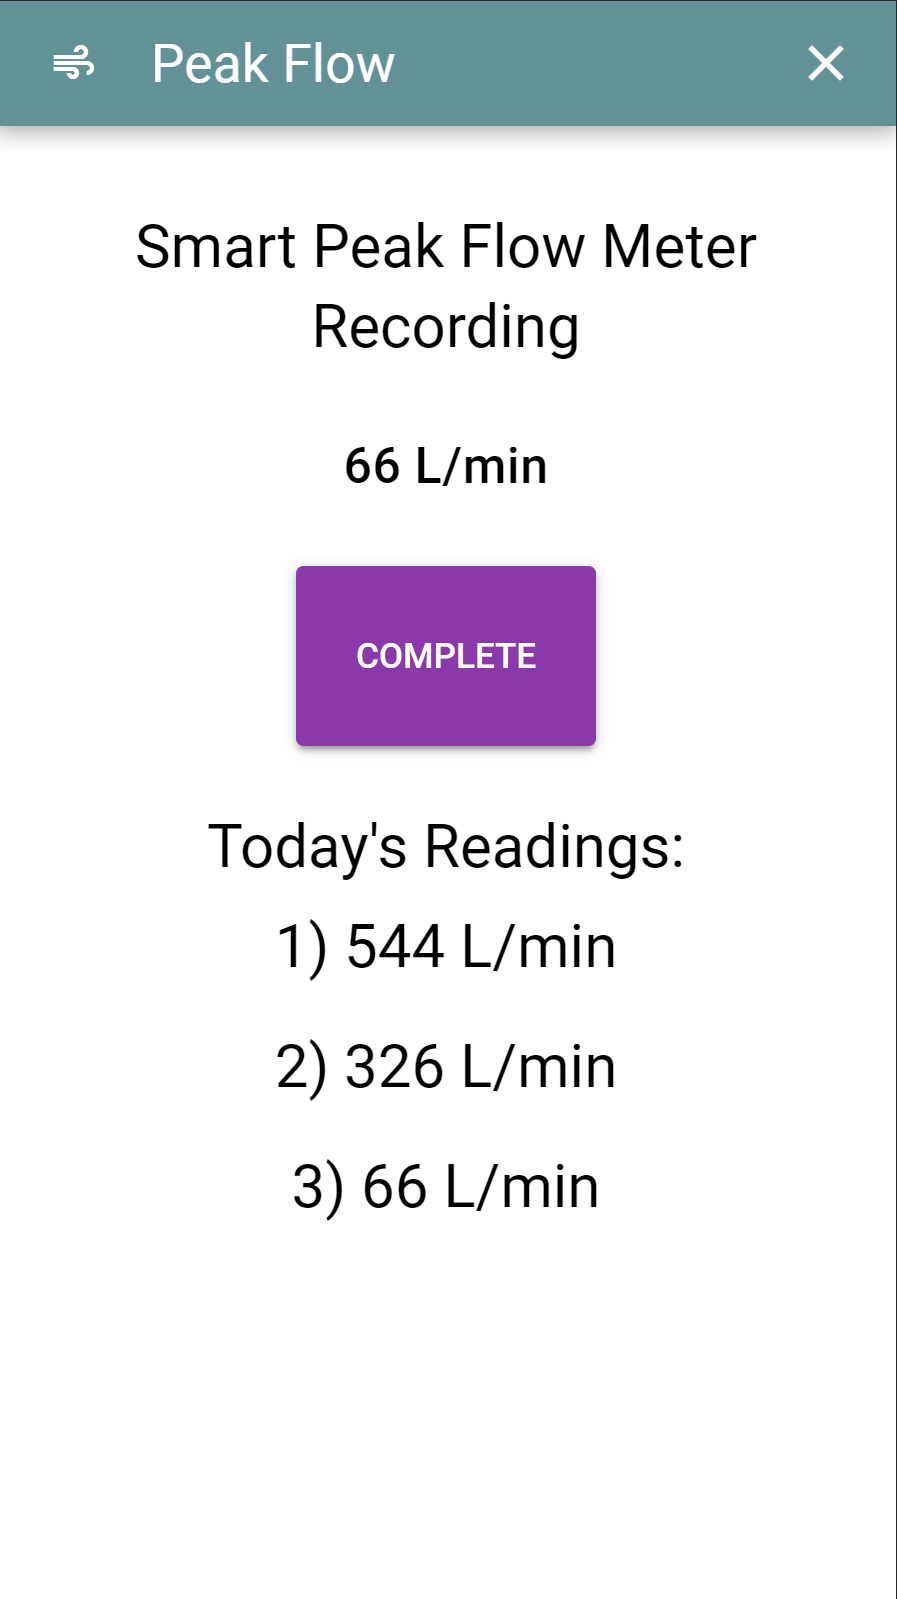 Peak Flow
Smart Peak Flow Meter
Recording
66 L/min
COMPLETE
Today's Readings:
1) 544 L/min
2) 326 L/min
3) 66 L/min